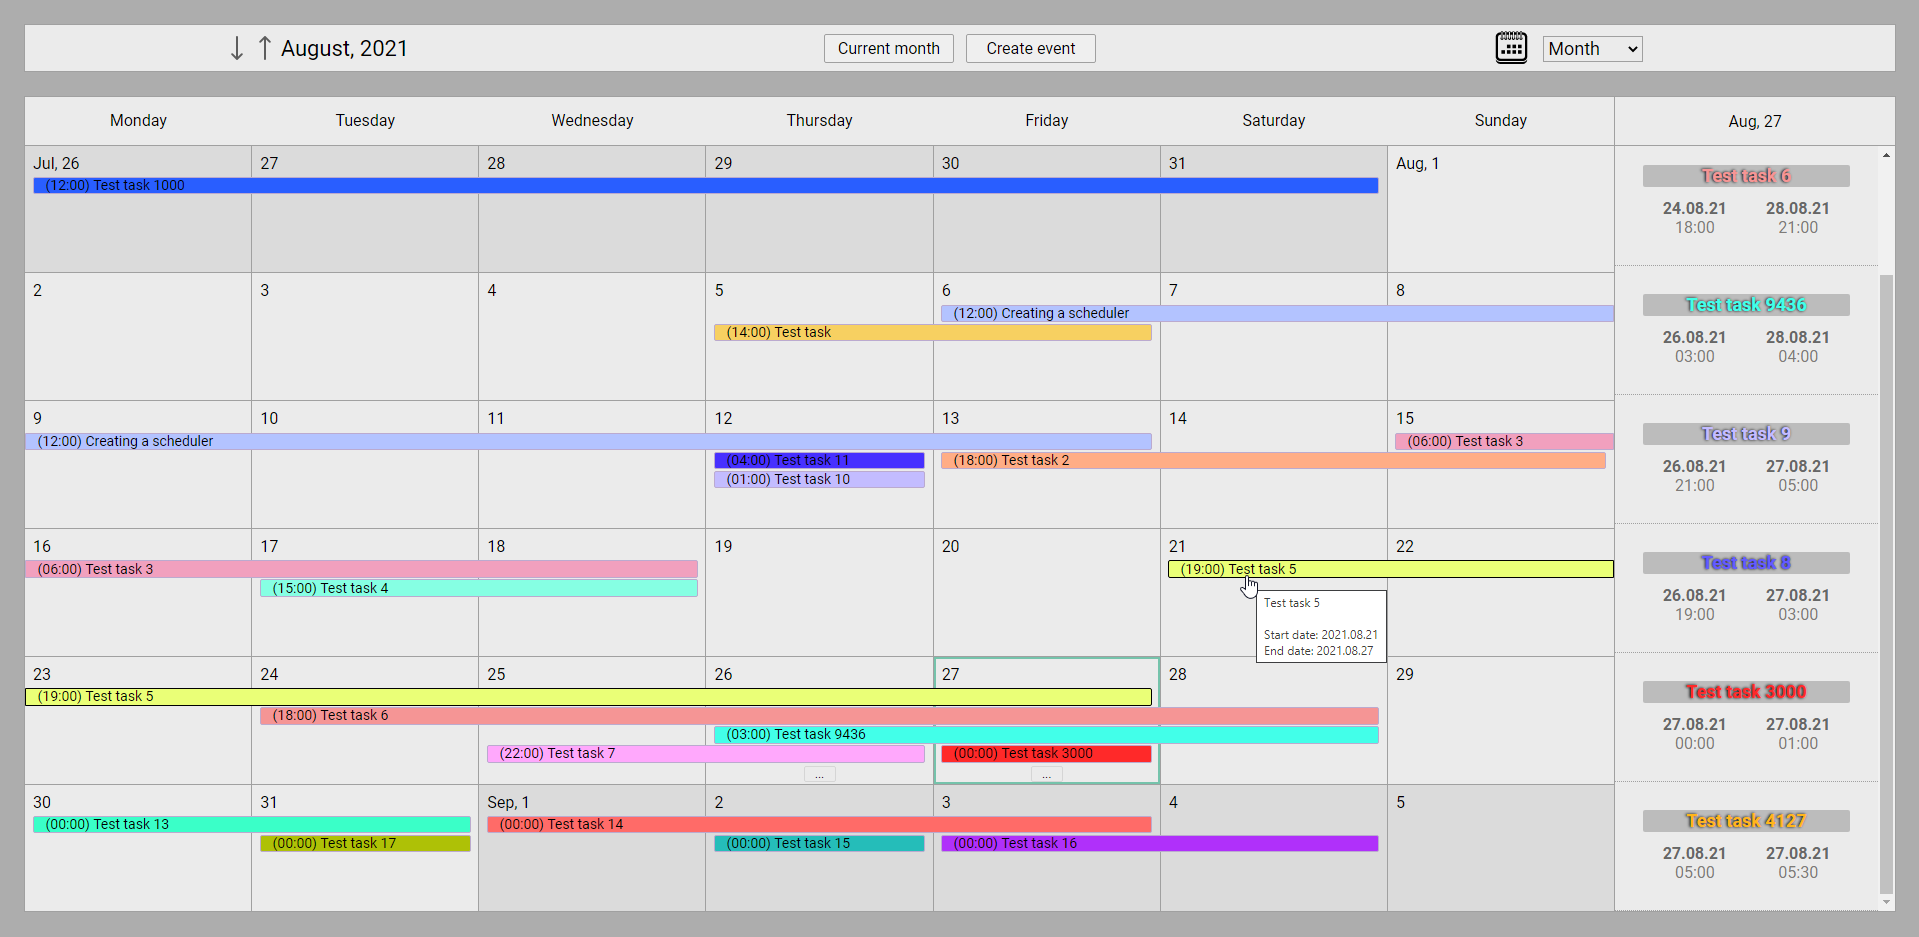 ↓ ↑ August, 2021
Current month
Create event
Month
Monday Tuesday Wednesday Thursday Friday Saturday Sunday
Jul, 26 27 28 29 30 31 Aug, 1
(12:00) Test task 1000
2 3 4 5 6 7 8
(12:00) Creating a scheduler
(14:00) Test task
9 10 11 12 13 14 15
(12:00) Creating a scheduler (06:00) Test task 3
(04:00) Test task 11 (18:00) Test task 2
(01:00) Test task 10
16 17 18 19 20 21 22
(06:00) Test task 3 (19:00) Test task 5
(15:00) Test task 4
Test task 5
Start date: 2021.08.21
End date: 2021.08.27
23 24 25 26 27 28 29
(19:00) Test task 5
(18:00) Test task 6
(03:00) Test task 9436
(22:00) Test task 7 (00:00) Test task 3000
... ...
30 31 Sep, 1 2 3 4 5
(00:00) Test task 13 (00:00) Test task 14
(00:00) Test task 17 (00:00) Test task 15 (00:00) Test task 16
Aug, 27
Test task 6
24.08.21 28.08.21
18:00 21:00
Test task 9436
26.08.21 28.08.21
03:00 04:00
Test task 9
26.08.21 27.08.21
21:00 05:00
Test task 8
26.08.21 27.08.21
19:00 03:00
Test task 3000
27.08.21 27.08.21
00:00 01:00
Test task 4127
27.08.21 27.08.21
05:00 05:30